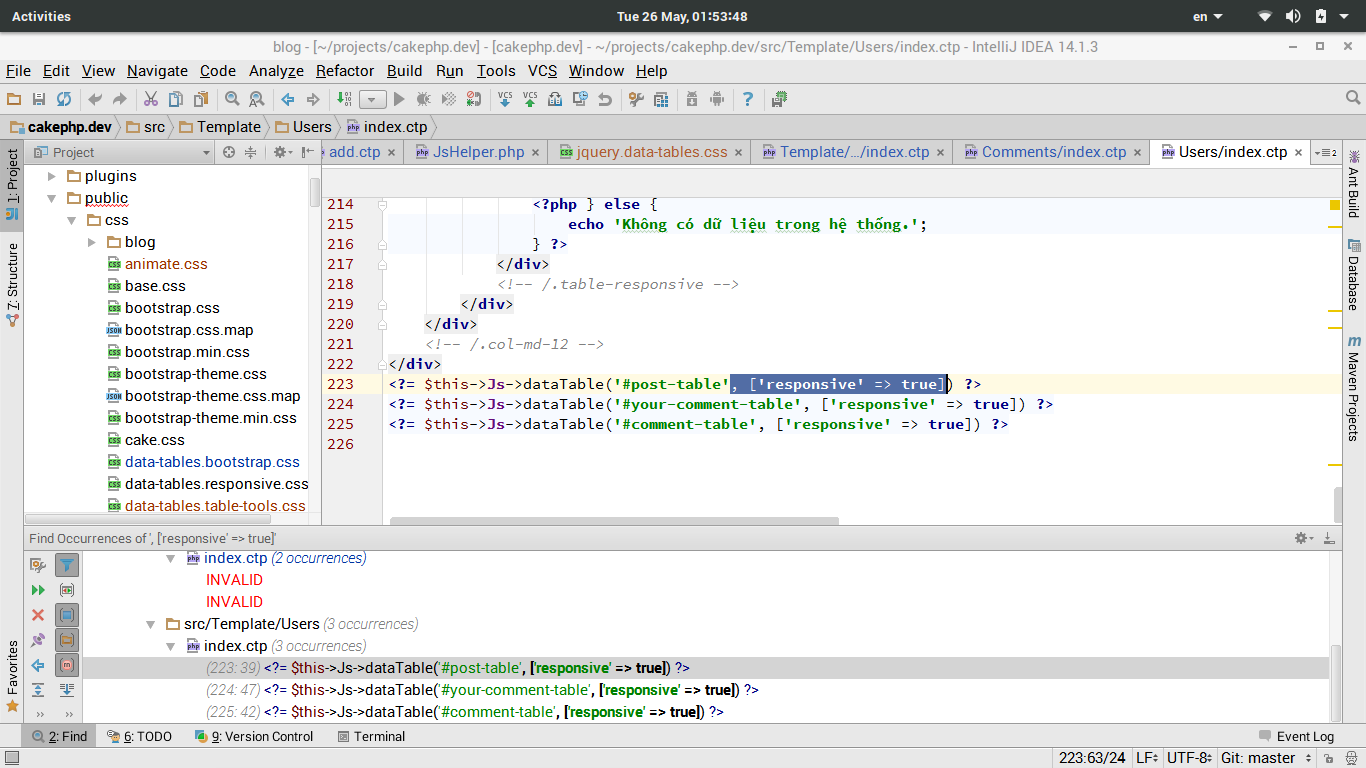 Activities Tue 26 May, 01:53:48 en
blog - [~/projects/cakephp.dev] - [cakephp.dev] - ~/projects/cakephp.dev/src/Template/Users/index.ctp - IntelliJ IDEA 14.1.3
File Edit View Navigate Code Analyze Refactor Build Run Tools VCS Window Help
cakephp.dev src Template Users index.ctp
Project
add.ctp JsHelper.php jquery.data-tables.css Template/.../index.ctp Comments/index.ctp Users/index.ctp
1: Project
7: Structure
Favorites
plugins
public
css
blog
animate.css
base.css
bootstrap.css
bootstrap.css.map
bootstrap.min.css
bootstrap-theme.css
bootstrap-theme.css.map
bootstrap-theme.min.css
cake.css
data-tables.bootstrap.css
data-tables.responsive.css
data-tables.table-tools.css
214 <?php } else {
215 echo 'Không có dữ liệu trong hệ thống.';
216 } ?>
217 </div>
218 <!-- /.table-responsive -->
219 </div>
220 </div>
221 <!-- /.col-md-12 -->
222 </div>
223 <?= $this->Js->dataTable('#post-table', ['responsive' => true]) ?>
224 <?= $this->Js->dataTable('#your-comment-table', ['responsive' => true]) ?>
225 <?= $this->Js->dataTable('#comment-table', ['responsive' => true]) ?>
226
Ant Build
Database
Maven Projects
Find Occurrences of ', ['responsive' => true]'
index.ctp (2 occurrences)
INVALID
INVALID
src/Template/Users (3 occurrences)
index.ctp (3 occurrences)
(223: 39) <?= $this->Js->dataTable('#post-table', ['responsive' => true]) ?>
(224: 47) <?= $this->Js->dataTable('#your-comment-table', ['responsive' => true]) ?>
(225: 42) <?= $this->Js->dataTable('#comment-table', ['responsive' => true]) ?>
2: Find 6: TODO 9: Version Control Terminal Event Log
223:63/24 LF UTF-8 Git: master